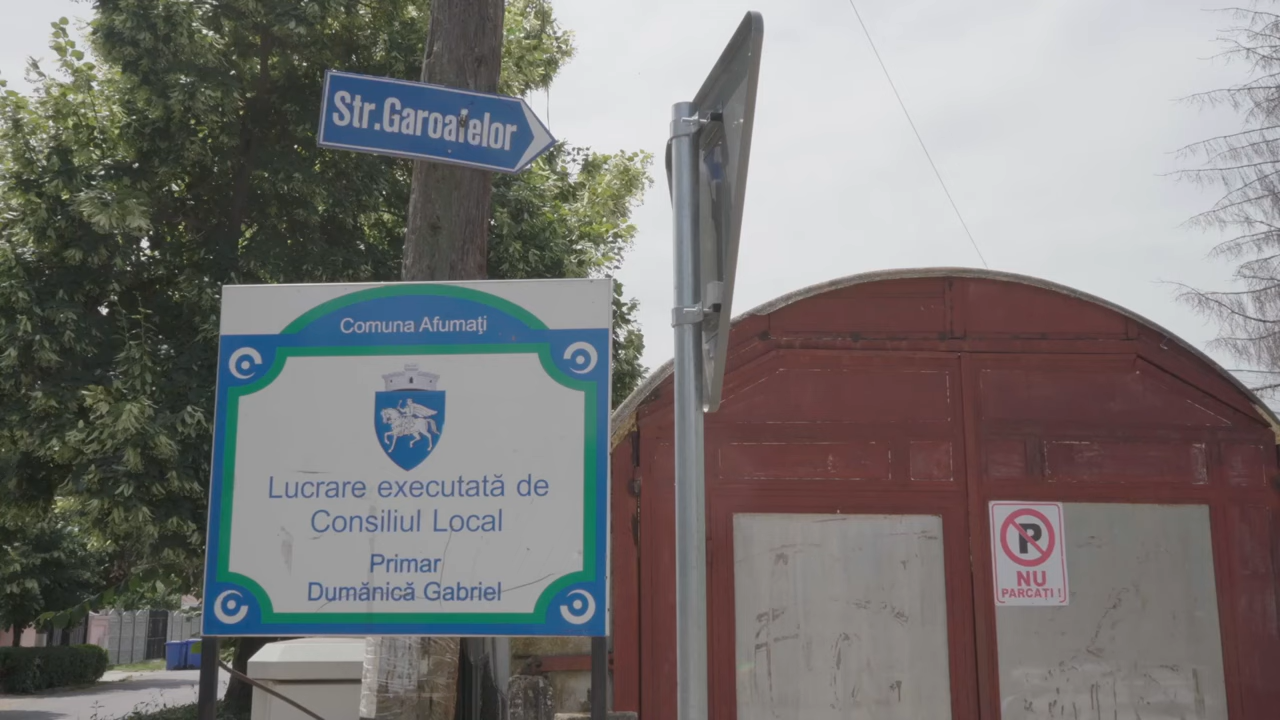 Str.Garoafelor
Comuna Afumați
Lucrare executată de
Consiliul Local
Primar
Dumănică Gabriel
P
NU
PARCAȚI !